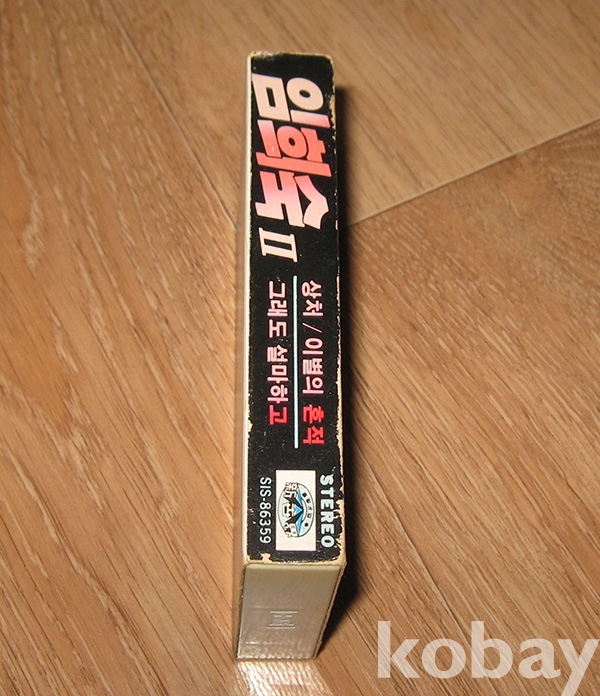 임희숙 II
상처 / 이별의 흔적
그래도 설마하고
STEREO
SIS-86359
kobay